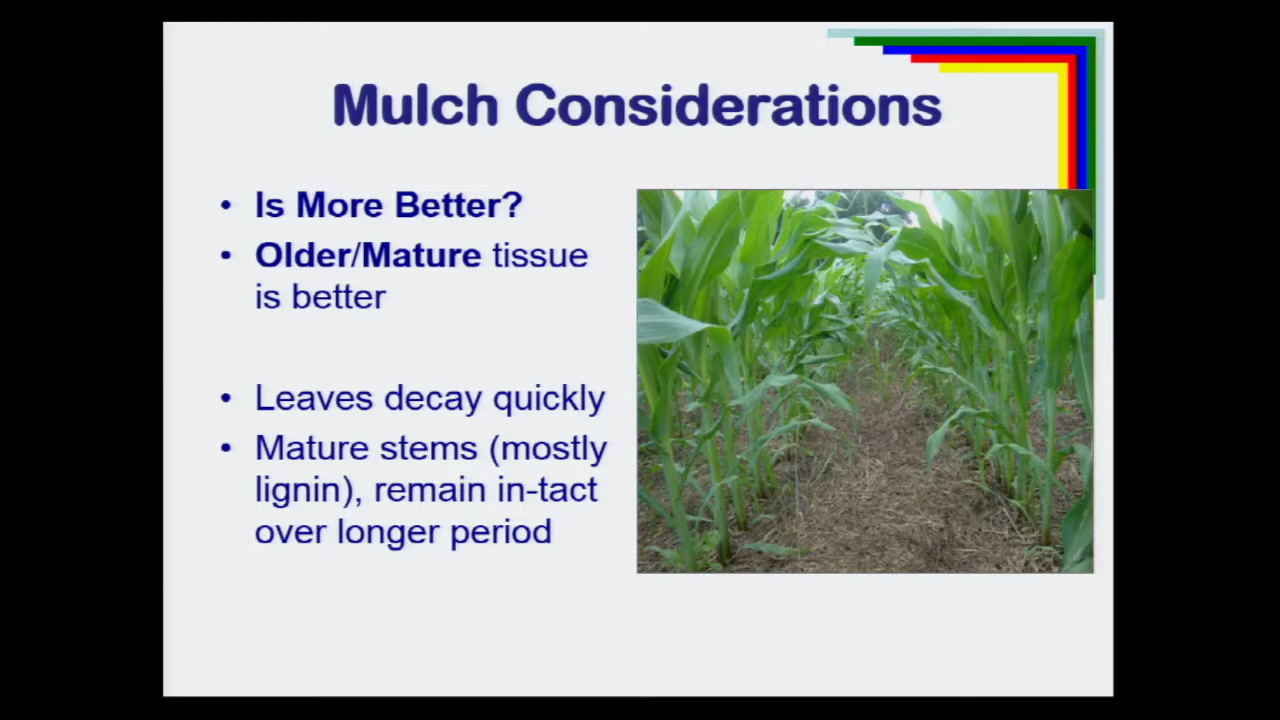 Mulch Considerations
• Is More Better?
• Older/Mature tissue
is better
• Leaves decay quickly
• Mature stems (mostly
lignin), remain in-tact
over longer period